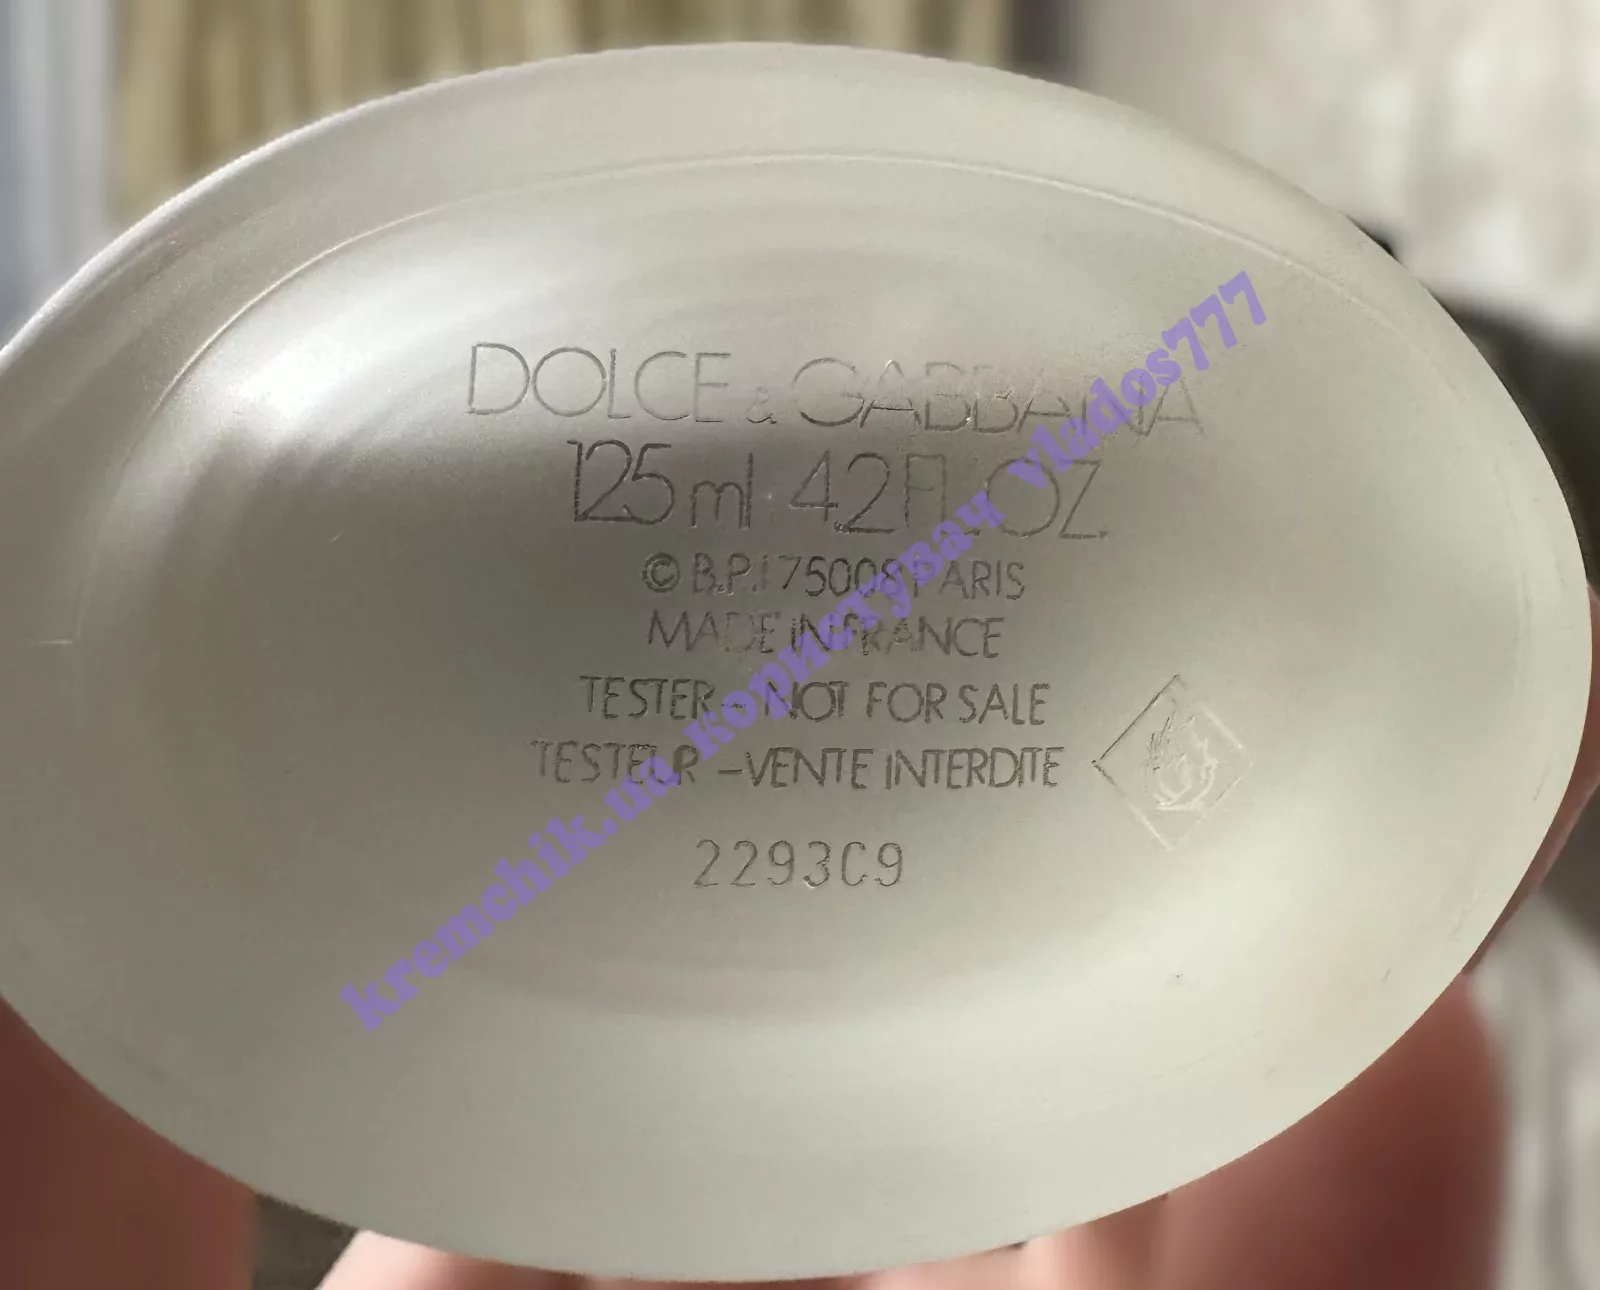 DOLCE & GABBANA
125 ml 4.2 FL. OZ.
© B.P.I 75008 PARIS
MADE IN FRANCE
TESTER – NOT FOR SALE
TESTEUR – VENTE INTERDITE
2293C9
kremchik.ua користувач vlados777